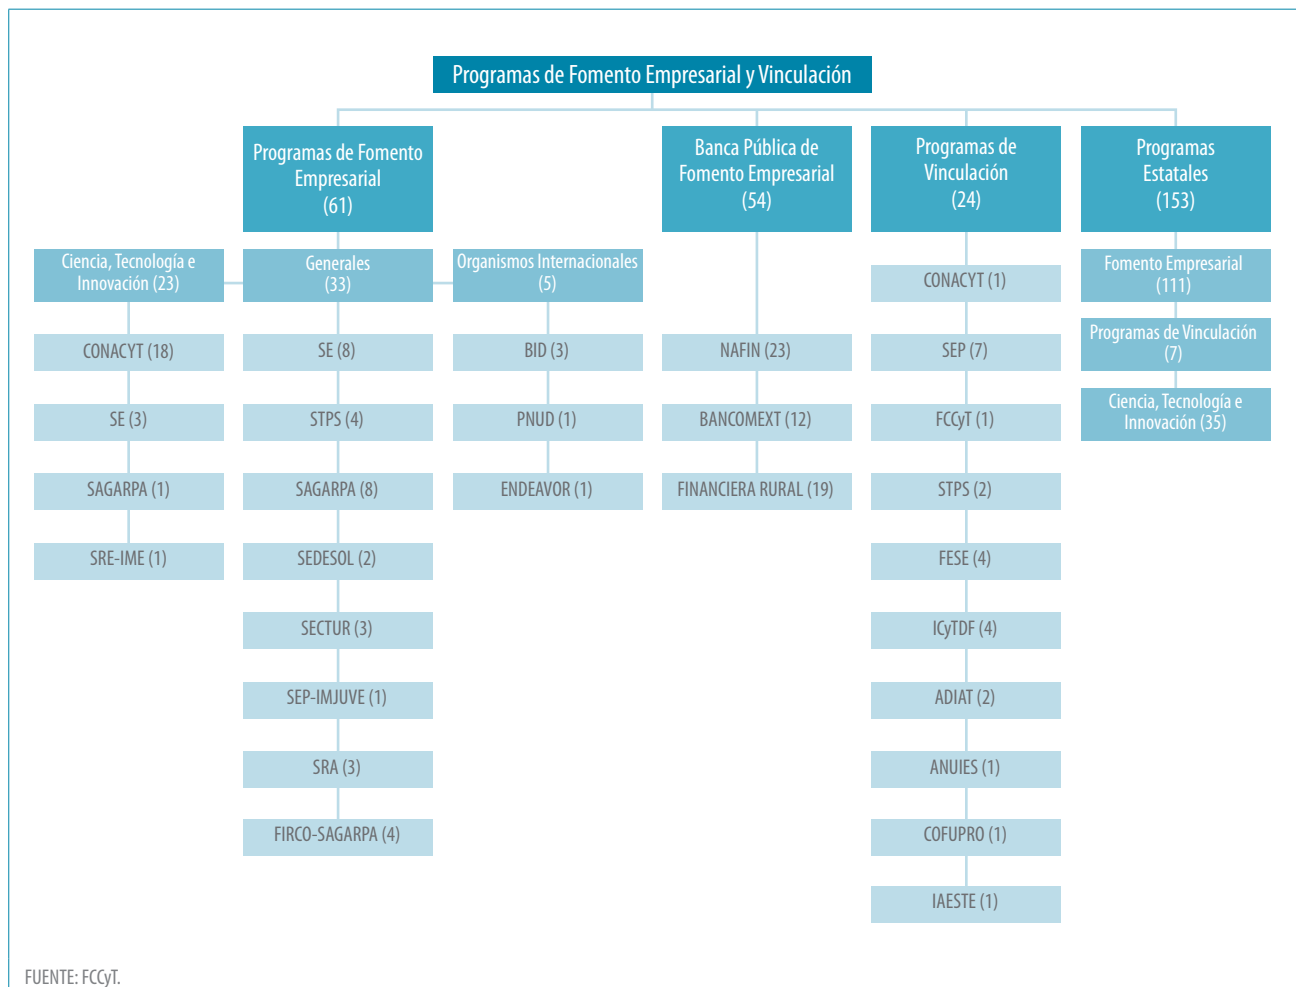 Programas de Fomento Empresarial y Vinculación
Programas de Fomento
Empresarial
(61)
Banca Pública de
Fomento Empresarial
(54)
Programas de
Vinculación
(24)
Programas
Estatales
(153)
Ciencia, Tecnología e
Innovación (23)
CONACYT (18)
SE (3)
SAGARPA (1)
SRE-IME (1)
Generales
(33)
SE (8)
STPS (4)
SAGARPA (8)
SEDESOL (2)
SECTUR (3)
SEP-IMJUVE (1)
SRA (3)
FIRCO-SAGARPA (4)
Organismos Internacionales
(5)
BID (3)
PNUD (1)
ENDEAVOR (1)
NAFIN (23)
BANCOMEXT (12)
FINANCIERA RURAL (19)
CONACYT (1)
SEP (7)
FCCyT (1)
STPS (2)
FESE (4)
ICyTDF (4)
ADIAT (2)
ANUIES (1)
COFUPRO (1)
IAESTE (1)
Fomento Empresarial
(111)
Programas de Vinculación
(7)
Ciencia, Tecnología e
Innovación (35)
FUENTE: FCCyT.